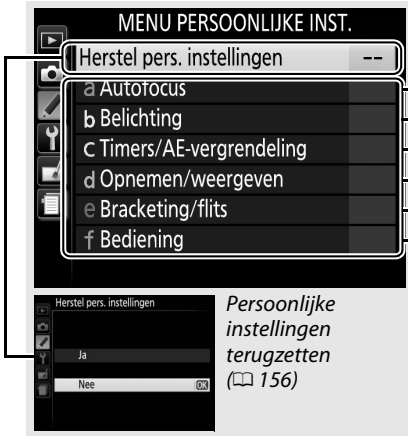 MENU PERSOONLIJKE INST.
Herstel pers. instellingen --
a Autofocus
b Belichting
c Timers/AE-vergrendeling
d Opnemen/weergeven
e Bracketing/flits
f Bediening
Herstel pers. instellingen
Ja
Nee OK
Persoonlijke
instellingen
terugzetten
(📖 156)